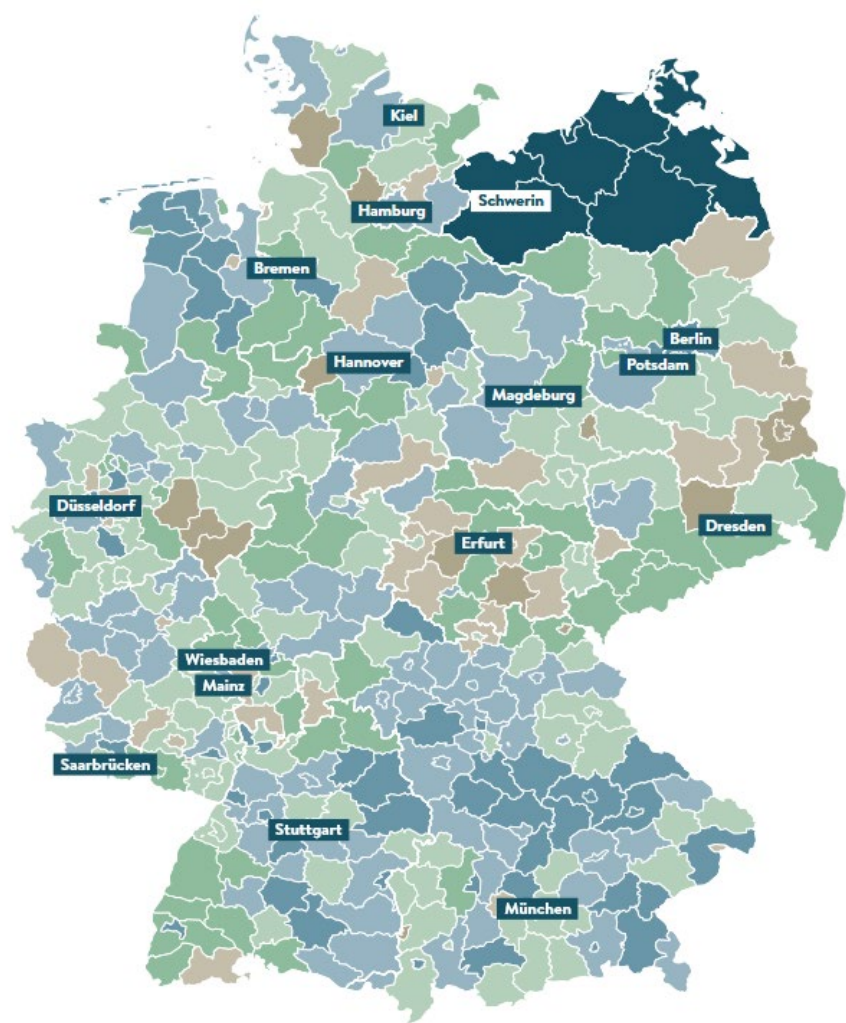 Kiel
Schwerin
Hamburg
Bremen
Berlin
Hannover
Potsdam
Magdeburg
Düsseldorf
Dresden
Erfurt
Wiesbaden
Mainz
Saarbrücken
Stuttgart
München